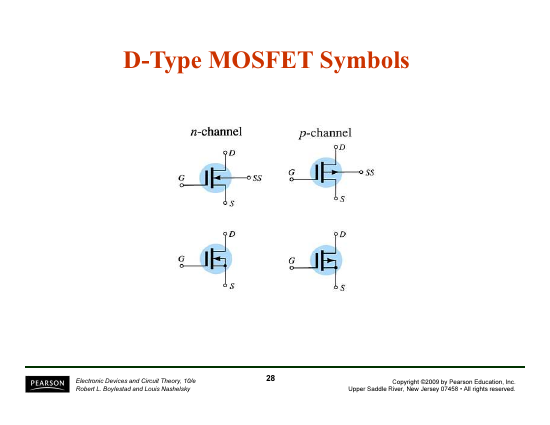 D-Type MOSFET Symbols
n-channel p-channel
D D
G SS G SS
S S
D D
G G
S S
PEARSON
Electronic Devices and Circuit Theory, 10/e
Robert L. Boylestad and Louis Nashelsky
28
Copyright ©2009 by Pearson Education, Inc.
Upper Saddle River, New Jersey 07458 • All rights reserved.